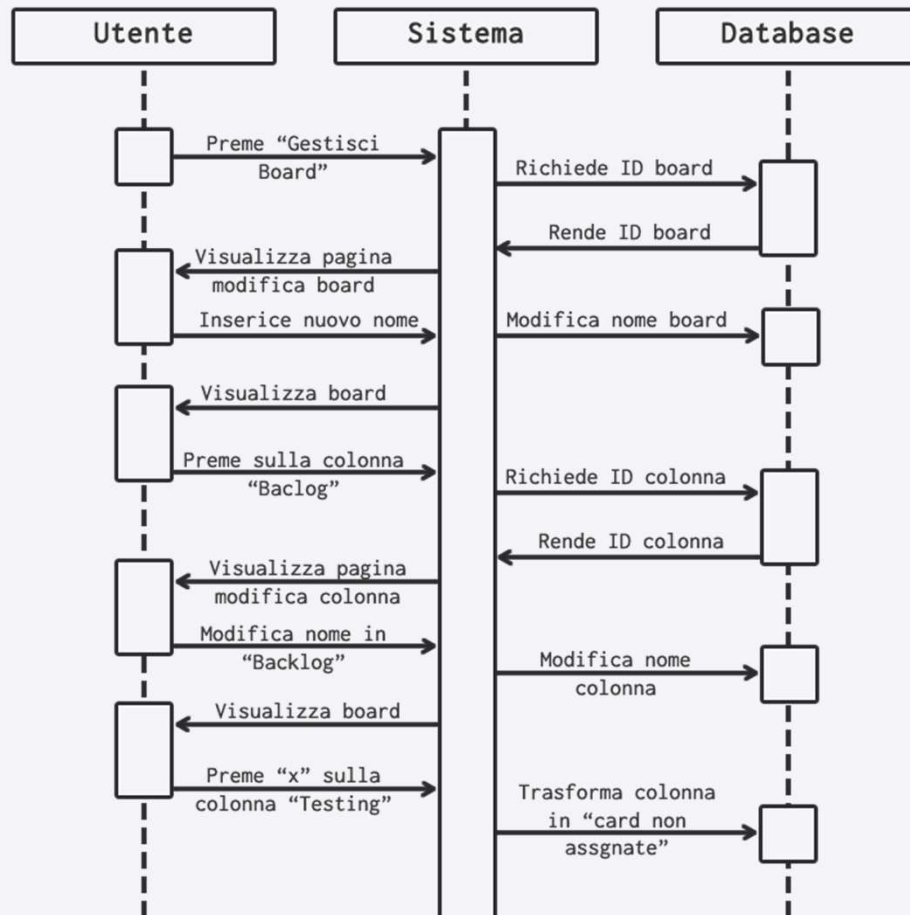 Utente
Sistema
Database
Preme “Gestisci
Board”
Richiede ID board
Rende ID board
Visualizza pagina
modifica board
Inserice nuovo nome
Modifica nome board
Visualizza board
Preme sulla colonna
“Baclog”
Richiede ID colonna
Rende ID colonna
Visualizza pagina
modifica colonna
Modifica nome in
“Backlog”
Modifica nome
colonna
Visualizza board
Preme “x” sulla
colonna “Testing”
Trasforma colonna
in “card non
assgnate”